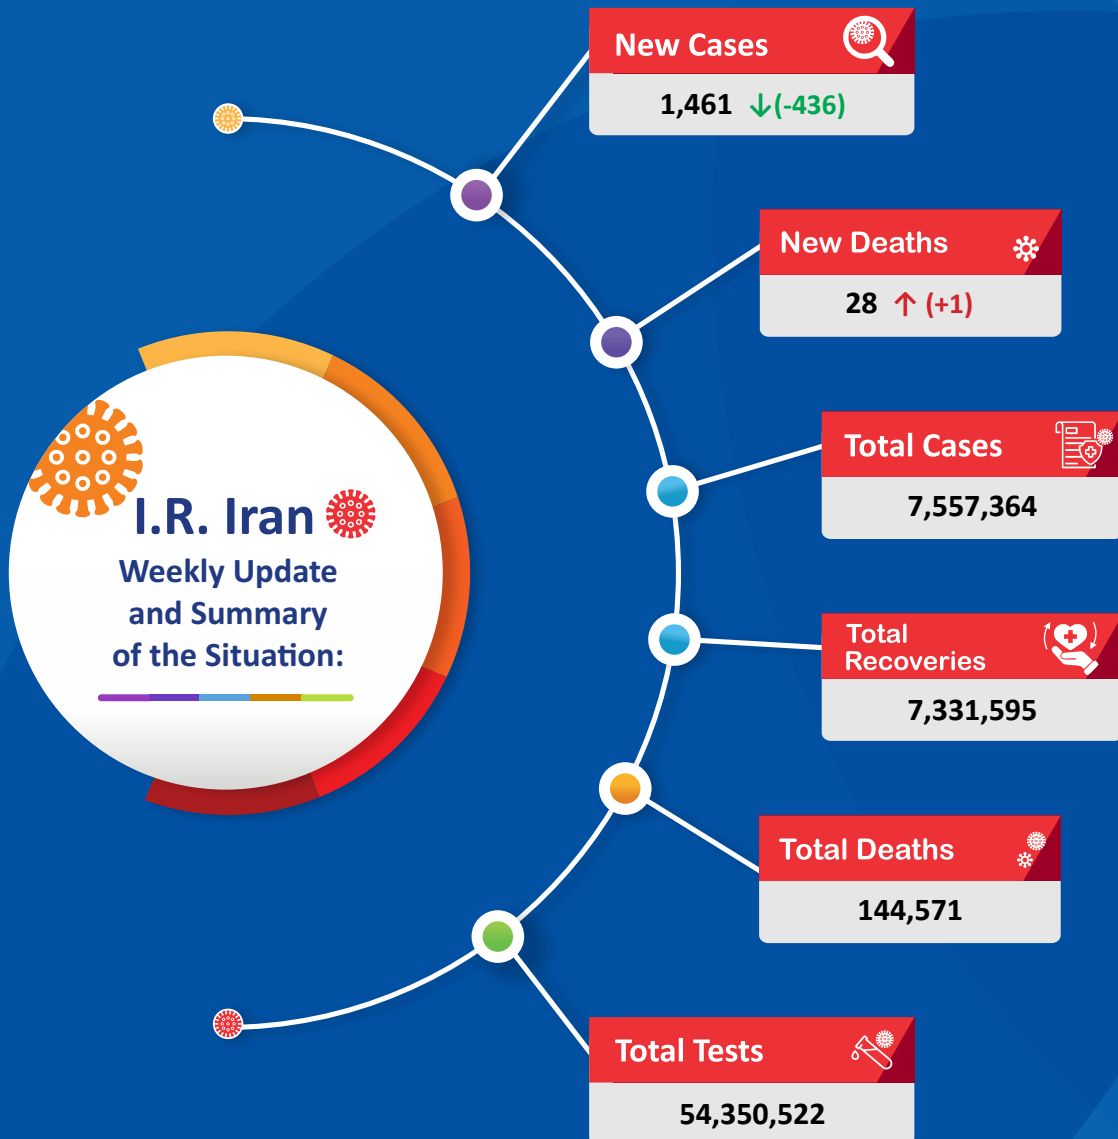 New Cases
1,461 ↓(-436)
New Deaths
28 ↑ (+1)
Total Cases
7,557,364
I.R. Iran
Weekly Update
and Summary
of the Situation:
Total
Recoveries
7,331,595
Total Deaths
144,571
Total Tests
54,350,522